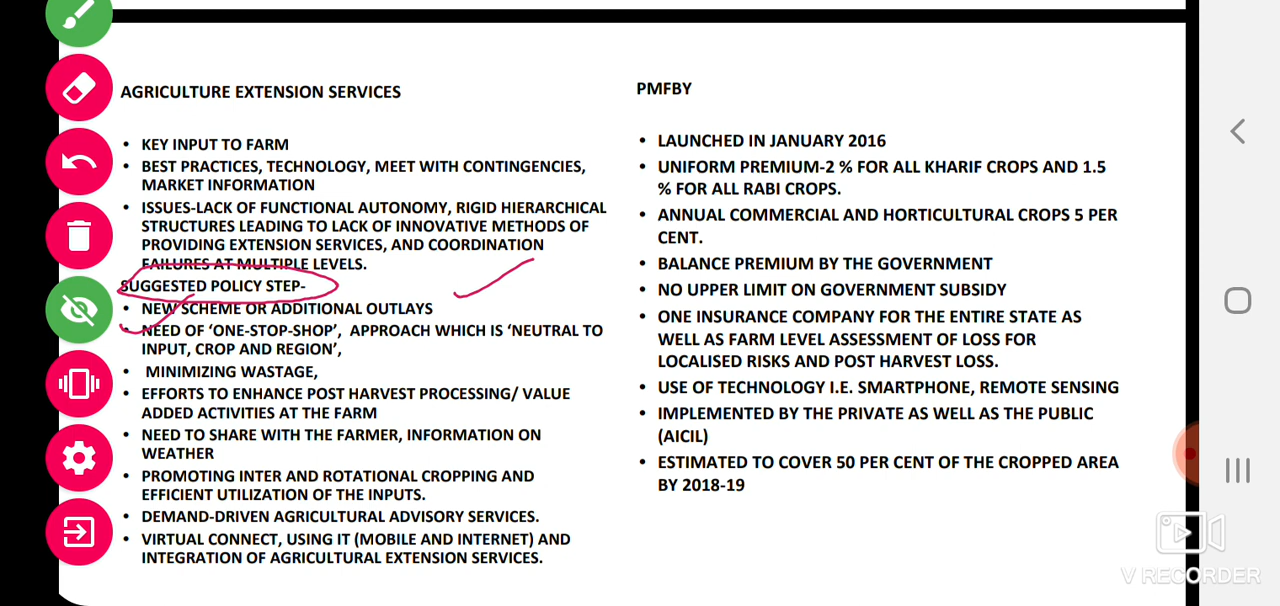 AGRICULTURE EXTENSION SERVICES
• KEY INPUT TO FARM
• BEST PRACTICES, TECHNOLOGY, MEET WITH CONTINGENCIES,
MARKET INFORMATION
• ISSUES-LACK OF FUNCTIONAL AUTONOMY, RIGID HIERARCHICAL
STRUCTURES LEADING TO LACK OF INNOVATIVE METHODS OF
PROVIDING EXTENSION SERVICES, AND COORDINATION
FAILURES AT MULTIPLE LEVELS.
SUGGESTED POLICY STEP-
• NEW SCHEME OR ADDITIONAL OUTLAYS
• NEED OF ‘ONE-STOP-SHOP’, APPROACH WHICH IS ‘NEUTRAL TO
INPUT, CROP AND REGION’,
• MINIMIZING WASTAGE,
• EFFORTS TO ENHANCE POST HARVEST PROCESSING/ VALUE
ADDED ACTIVITIES AT THE FARM
• NEED TO SHARE WITH THE FARMER, INFORMATION ON
WEATHER
• PROMOTING INTER AND ROTATIONAL CROPPING AND
EFFICIENT UTILIZATION OF THE INPUTS.
• DEMAND-DRIVEN AGRICULTURAL ADVISORY SERVICES.
• VIRTUAL CONNECT, USING IT (MOBILE AND INTERNET) AND
INTEGRATION OF AGRICULTURAL EXTENSION SERVICES.
PMFBY
• LAUNCHED IN JANUARY 2016
• UNIFORM PREMIUM-2 % FOR ALL KHARIF CROPS AND 1.5
% FOR ALL RABI CROPS.
• ANNUAL COMMERCIAL AND HORTICULTURAL CROPS 5 PER
CENT.
• BALANCE PREMIUM BY THE GOVERNMENT
• NO UPPER LIMIT ON GOVERNMENT SUBSIDY
• ONE INSURANCE COMPANY FOR THE ENTIRE STATE AS
WELL AS FARM LEVEL ASSESSMENT OF LOSS FOR
LOCALISED RISKS AND POST HARVEST LOSS.
• USE OF TECHNOLOGY I.E. SMARTPHONE, REMOTE SENSING
• IMPLEMENTED BY THE PRIVATE AS WELL AS THE PUBLIC
(AICIL)
• ESTIMATED TO COVER 50 PER CENT OF THE CROPPED AREA
BY 2018-19
V RECORDER